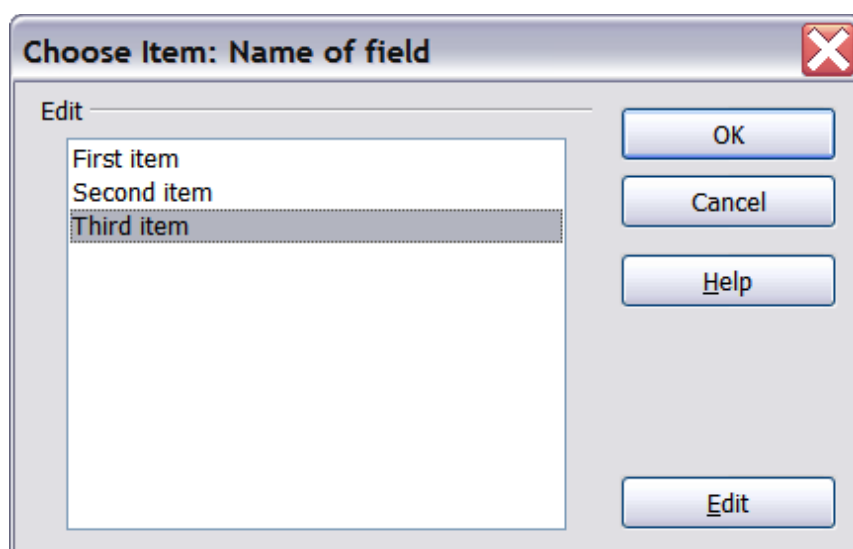 Choose Item: Name of field
Edit
First item
Second item
Third item
OK
Cancel
Help
Edit